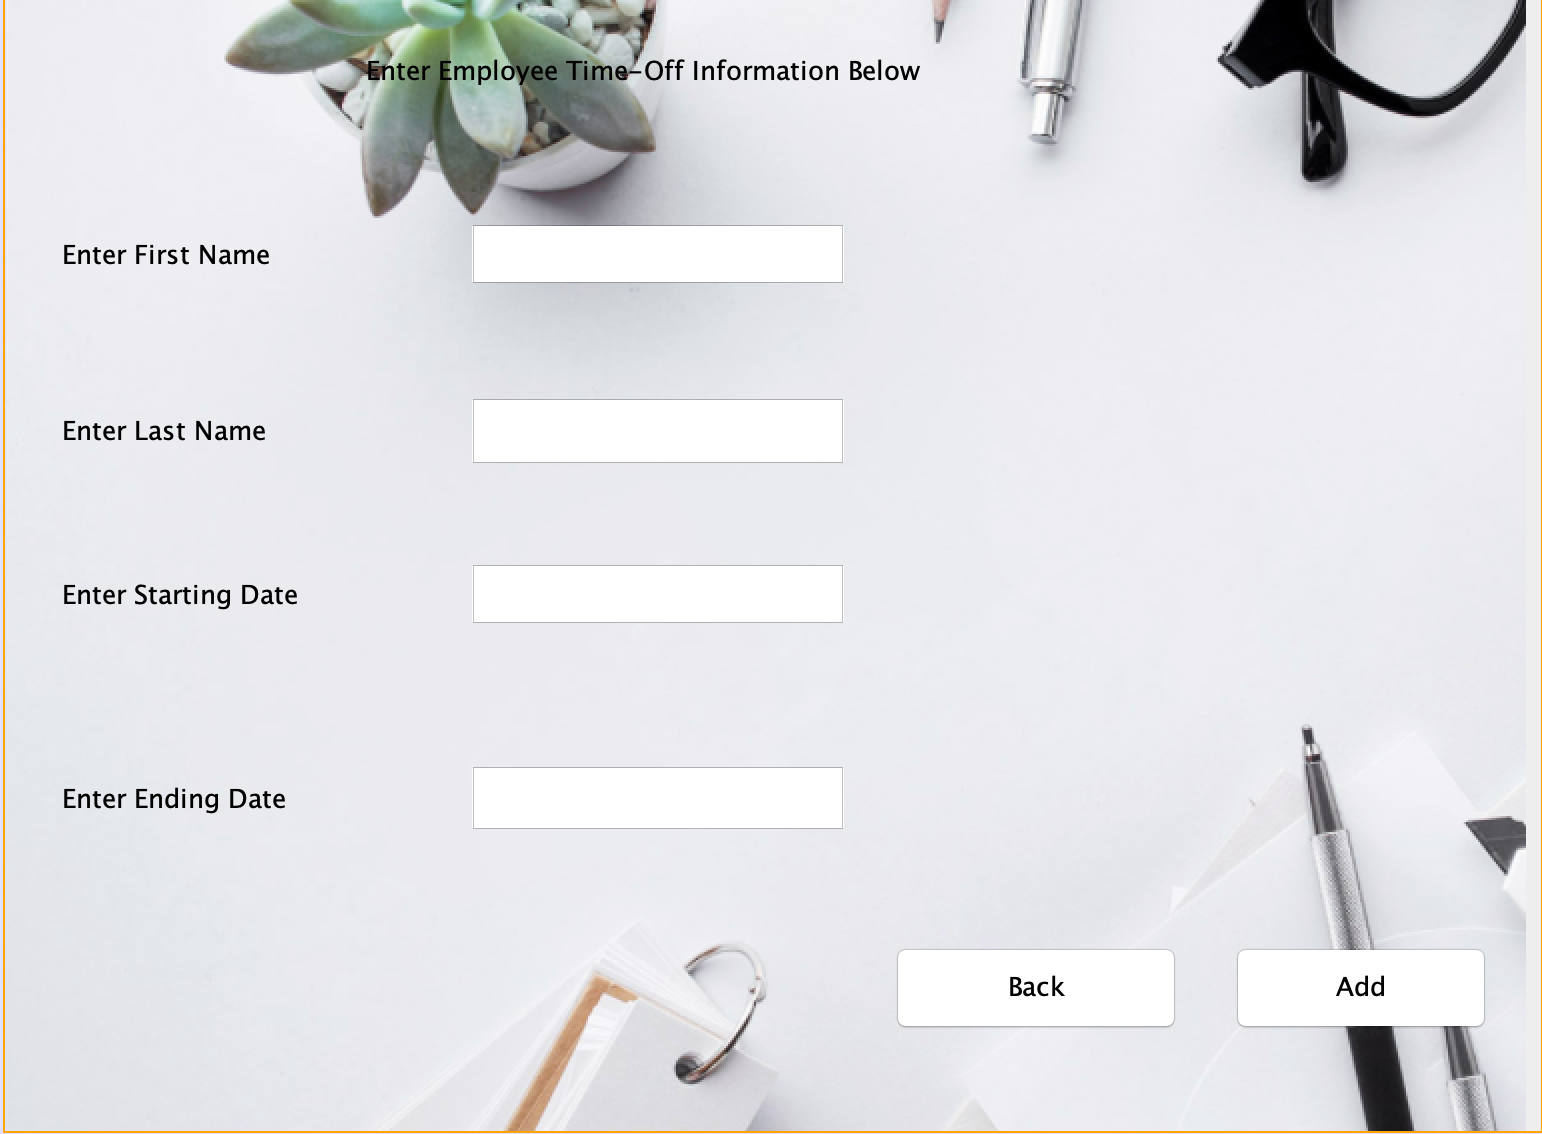 Enter Employee Time-Off Information Below
Enter First Name
Enter Last Name
Enter Starting Date
Enter Ending Date
Back
Add